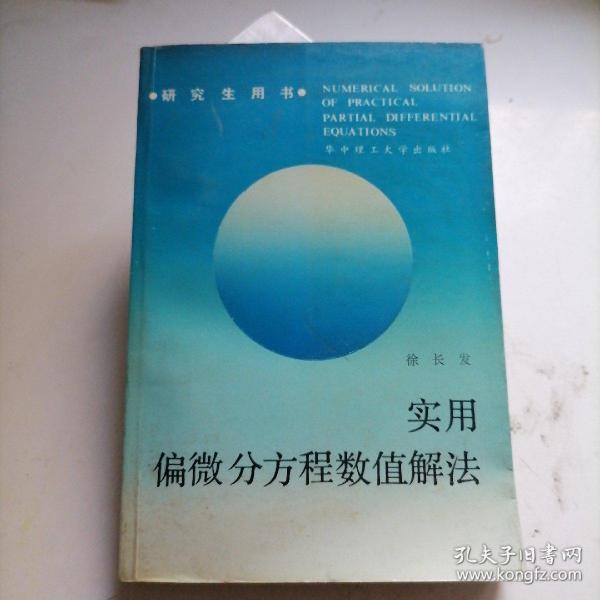 •研究生用书•
NUMERICAL SOLUTION
OF PRACTICAL
PARTIAL DIFFERENTIAL
EQUATIONS
华中理工大学出版社
徐长发
实用
偏微分方程数值解法
孔夫子旧书网
www.kongfz.com